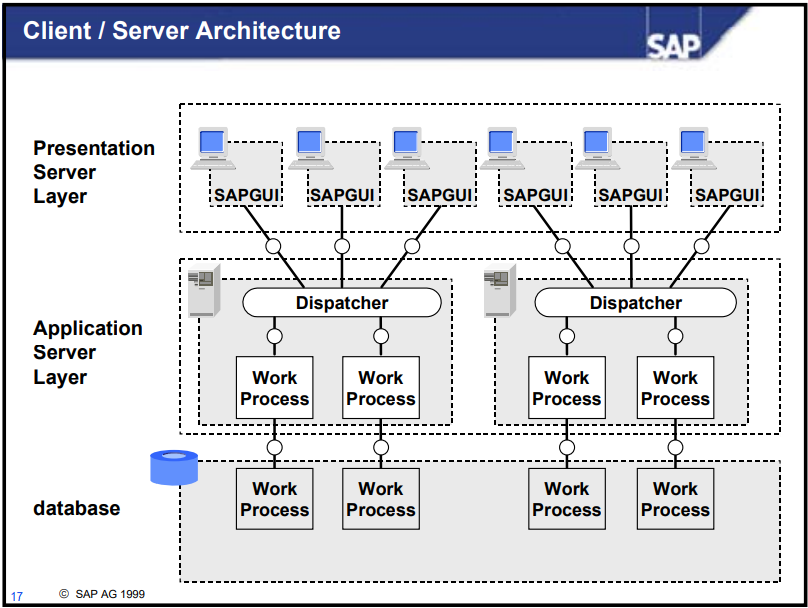 Client / Server Architecture
SAP
Presentation
Server
Layer
SAPGUI SAPGUI SAPGUI SAPGUI SAPGUI SAPGUI
Application
Server
Layer
Dispatcher Dispatcher
Work Work Work Work
Process Process Process Process
database
Work Work Work Work
Process Process Process Process
17 © SAP AG 1999